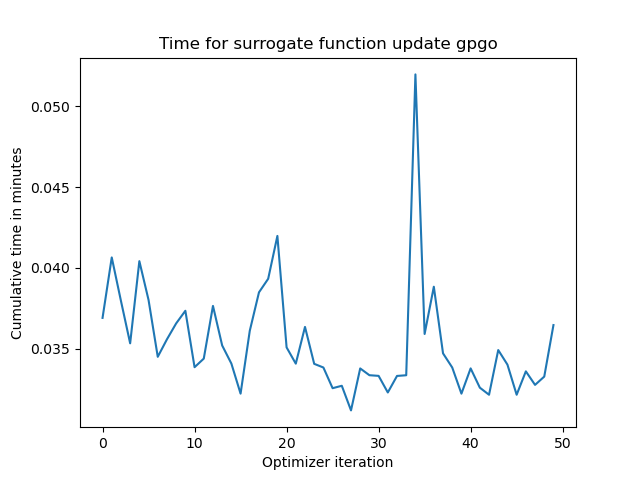 Time for surrogate function update gpgo
Cumulative time in minutes
0.050
0.045
0.040
0.035
0 10 20 30 40 50
Optimizer iteration